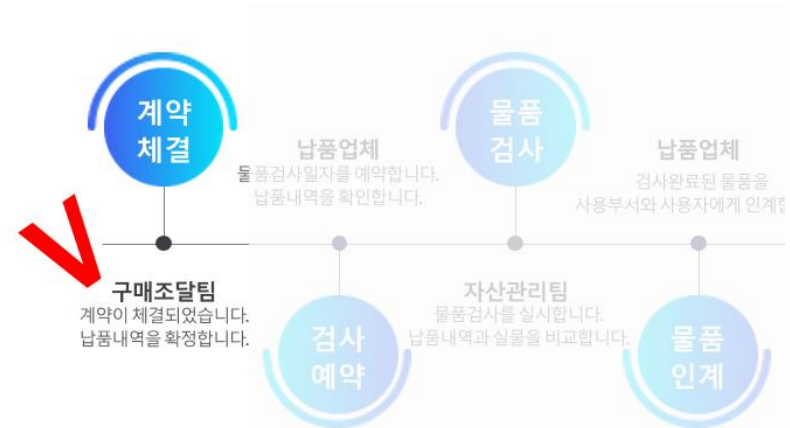 계약
체결
구매조달팀
계약이 체결되었습니다.
납품내역을 확정합니다.
납품업체
물품검사일자를 예약합니다.
납품내역을 확인합니다.
검사
예약
물품
검사
자산관리팀
물품검사를 실시합니다.
납품내역과 실물을 비교합니다.
납품업체
검사완료된 물품을
사용부서와 사용자에게 인계합
물품
인계